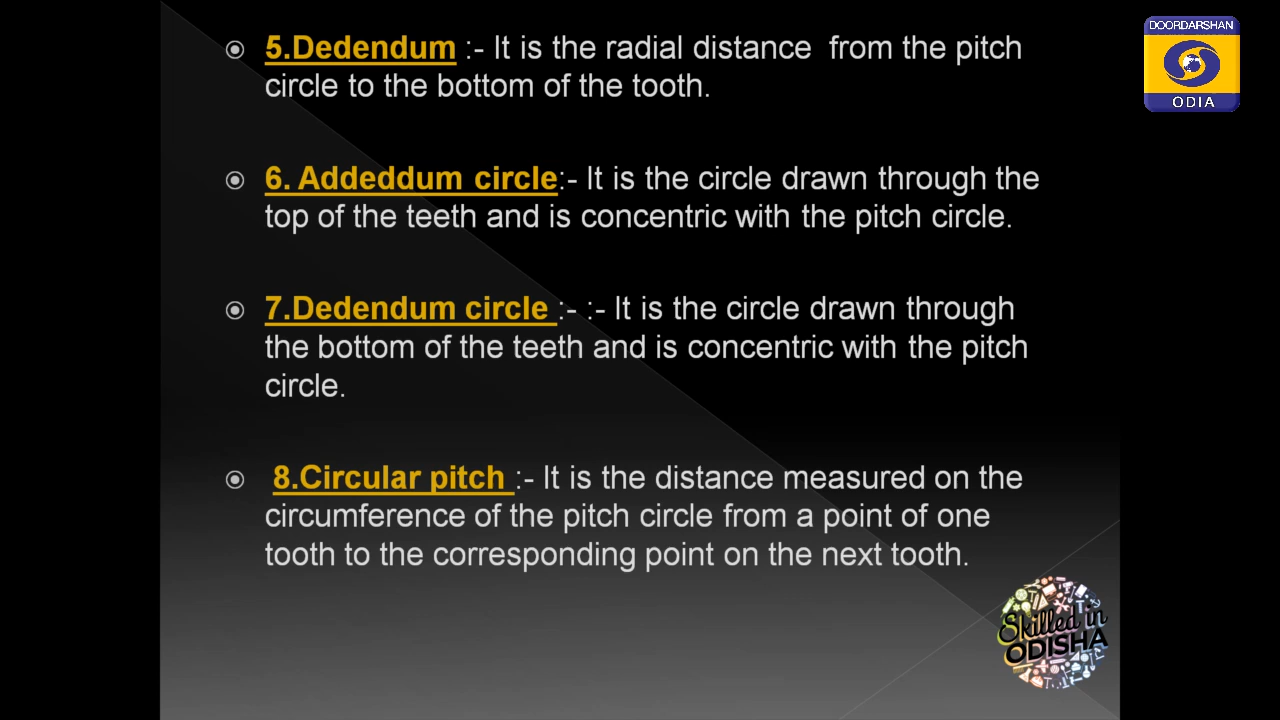 DOORDARSHAN
ODIA
5.Dedendum :- It is the radial distance from the pitch
circle to the bottom of the tooth.
6. Addeddum circle:- It is the circle drawn through the
top of the teeth and is concentric with the pitch circle.
7.Dedendum circle :- :- It is the circle drawn through
the bottom of the teeth and is concentric with the pitch
circle.
8.Circular pitch :- It is the distance measured on the
circumference of the pitch circle from a point of one
tooth to the corresponding point on the next tooth.
Skilled in
ODISHA